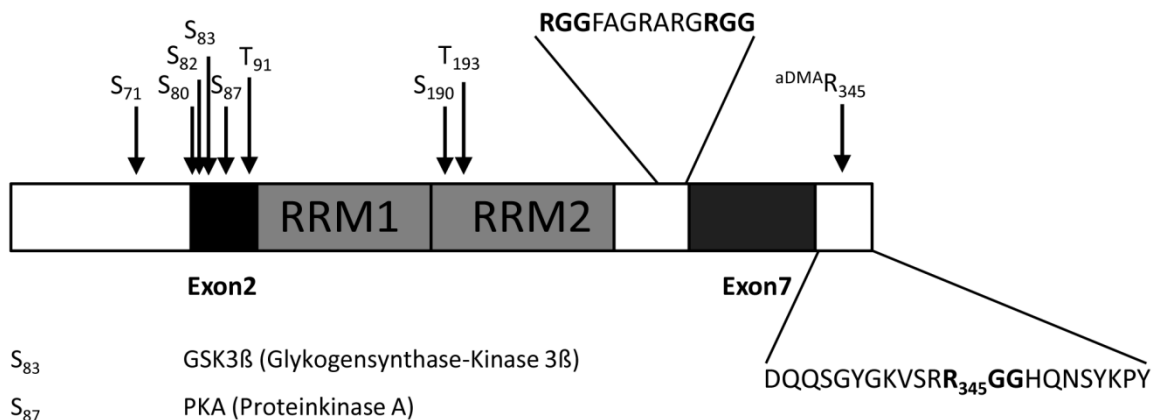 RGGFAGRARGRGG
S83
S82 T91 T193
S71 S80 S87 S190 aDMAR345
RRM1 RRM2
Exon2 Exon7
S83 GSK3ß (Glykogensynthase-Kinase 3ß)
DQQSGYGKVSRR345GGHQNSYKPY
S87 PKA (Proteinkinase A)